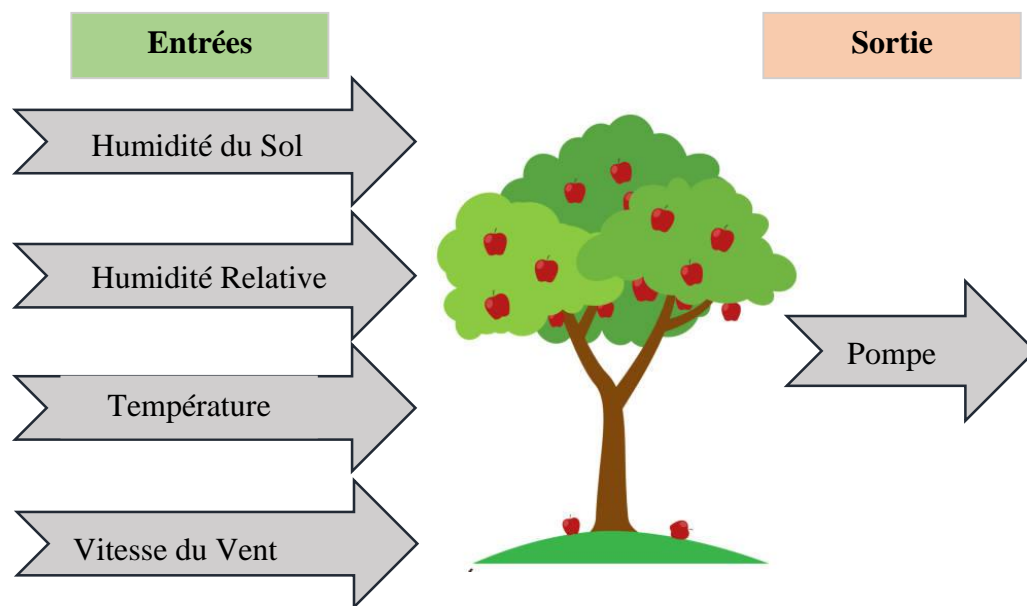 Entrées
Sortie
Humidité du Sol
Humidité Relative
Température
Pompe
Vitesse du Vent